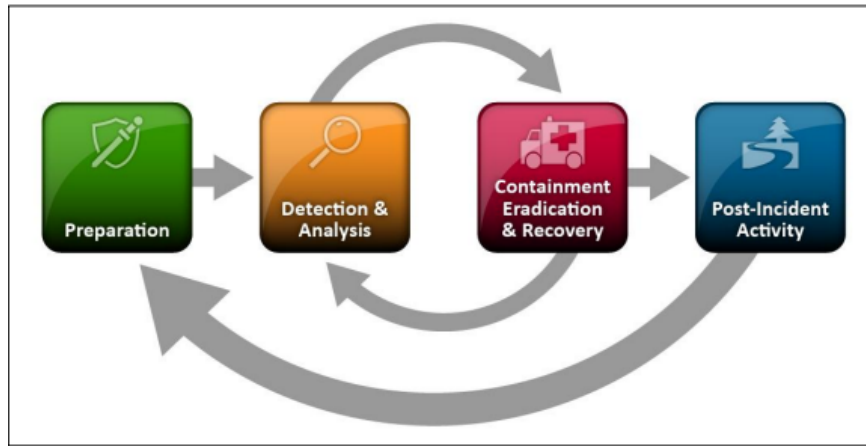 Preparation
Detection &
Analysis
Containment
Eradication
& Recovery
Post-Incident
Activity